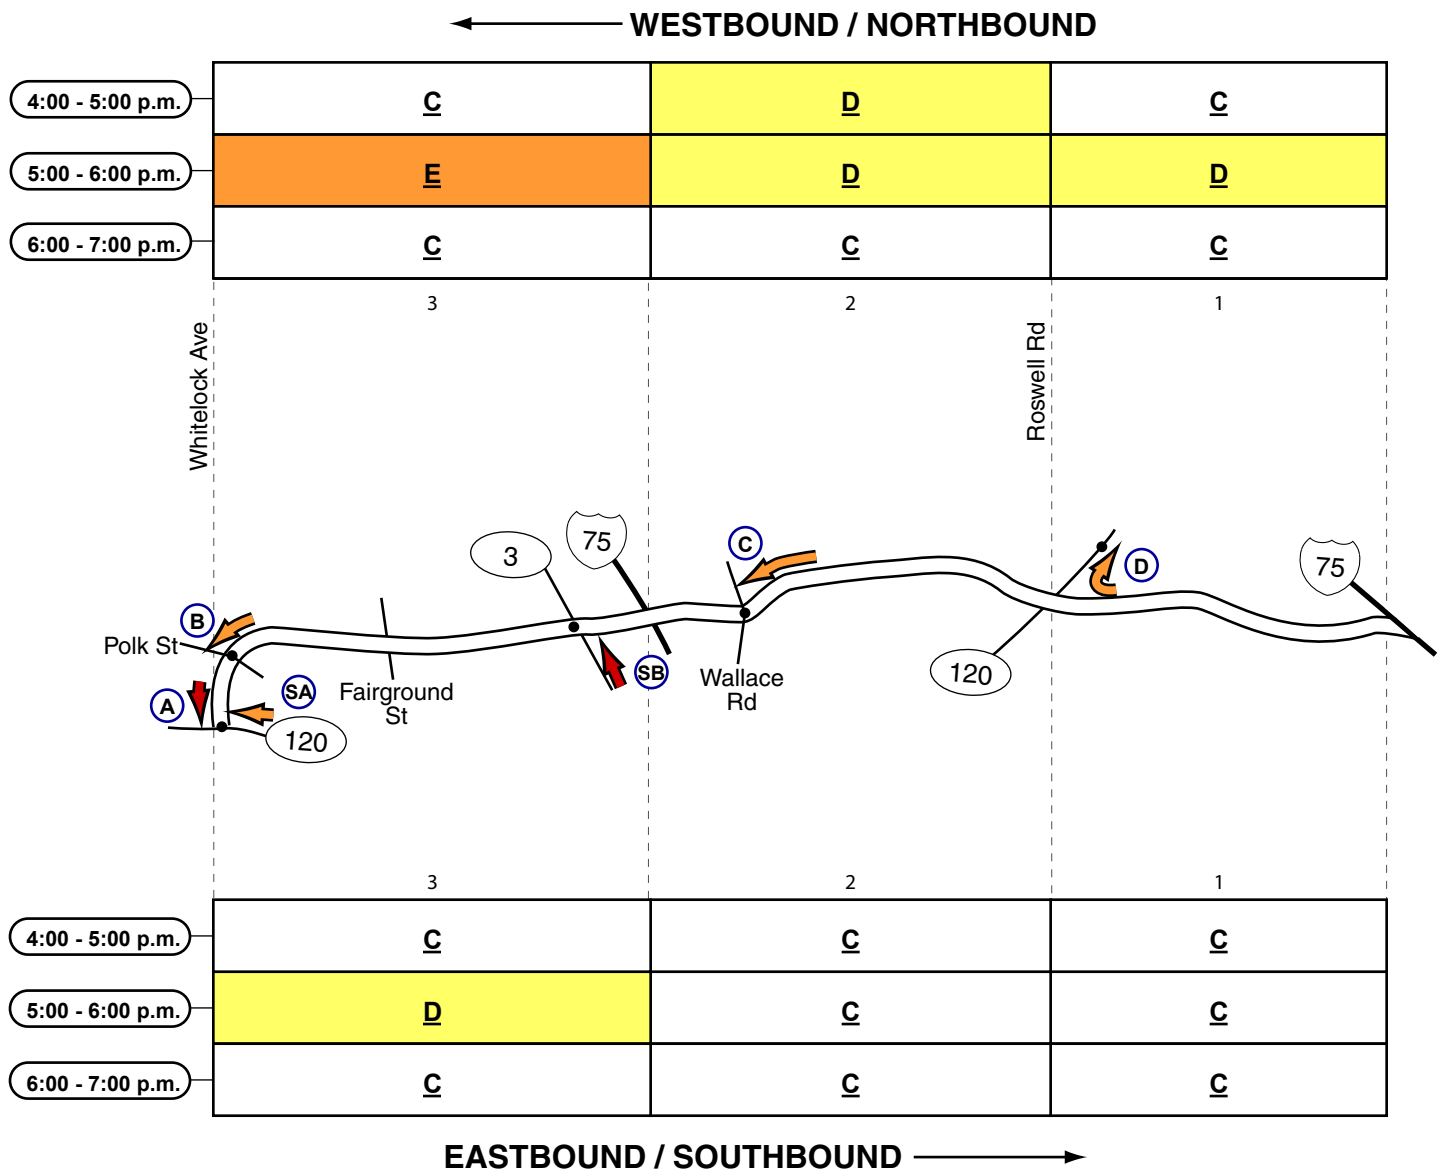 WESTBOUND / NORTHBOUND
4:00 - 5:00 p.m. C D C
5:00 - 6:00 p.m. E D D
6:00 - 7:00 p.m. C C C
3 2 1
Whitelock Ave
Roswell Rd
3
75
C
D
75
B
Polk St
A
SA
Fairground
St
SB
Wallace
Rd
120
120
3 2 1
4:00 - 5:00 p.m. C C C
5:00 - 6:00 p.m. D C C
6:00 - 7:00 p.m. C C C
EASTBOUND / SOUTHBOUND